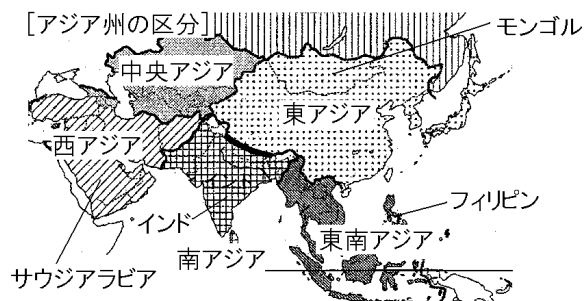 [アジア州の区分]
モンゴル
中央アジア
東アジア
西アジア
フィリピン
インド
東南アジア
南アジア
サウジアラビア